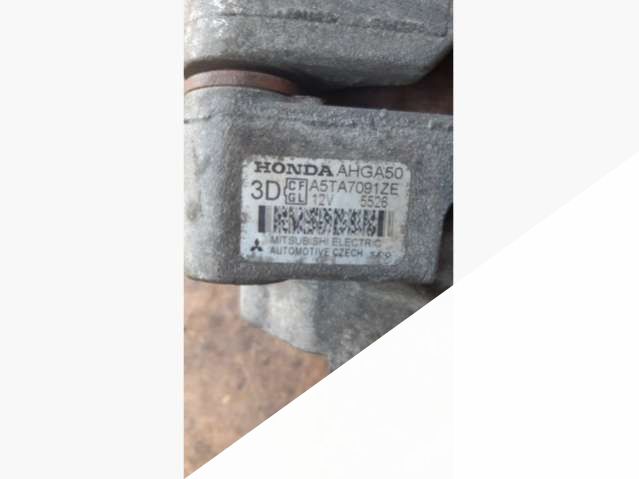 HONDA AHGA50
3D CF GL A5TA7091ZE
12V 5526
MITSUBISHI ELECTRIC
AUTOMOTIVE CZECH s.r.o.